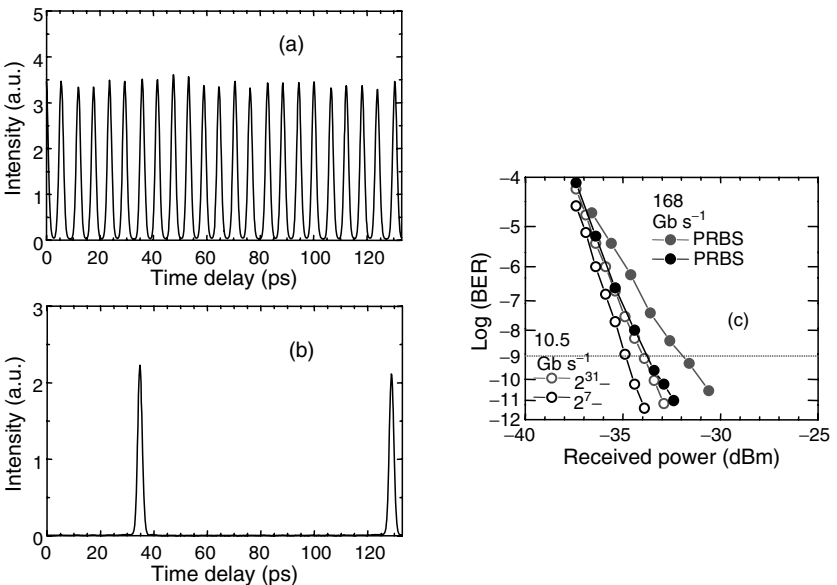 5
4
3
2
1
0
Intensity (a.u.)
(a)
0 20 40 60 80 100 120
Time delay (ps)
3
2
1
0
Intensity (a.u.)
(b)
0 20 40 60 80 100 120
Time delay (ps)
−4
−5
−6
−7
−8
−9
−10
−11
−12
Log (BER)
168
Gb s⁻¹
PRBS
PRBS
(c)
10.5
Gb s⁻¹
2³¹−
2⁷−
−40 −35 −30 −25
Received power (dBm)